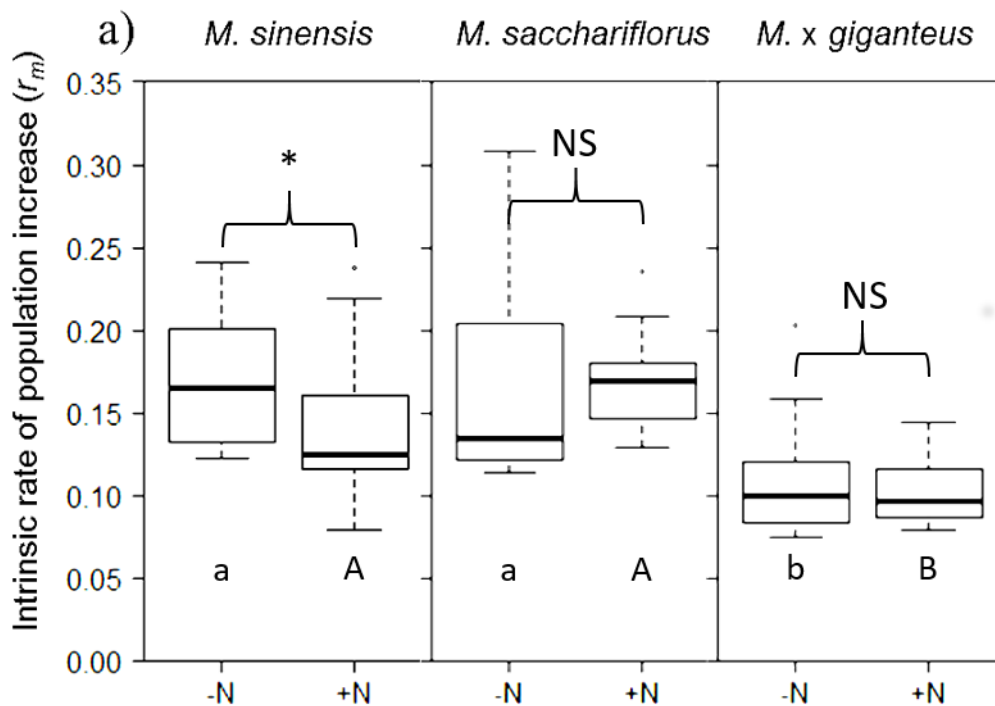 a)
M. sinensis
M. sacchariflorus
M. x giganteus
Intrinsic rate of population increase (rm)
0.35
0.30
0.25
0.20
0.15
0.10
0.05
0.00
*
NS
NS
a
A
a
A
b
B
-N
+N
-N
+N
-N
+N